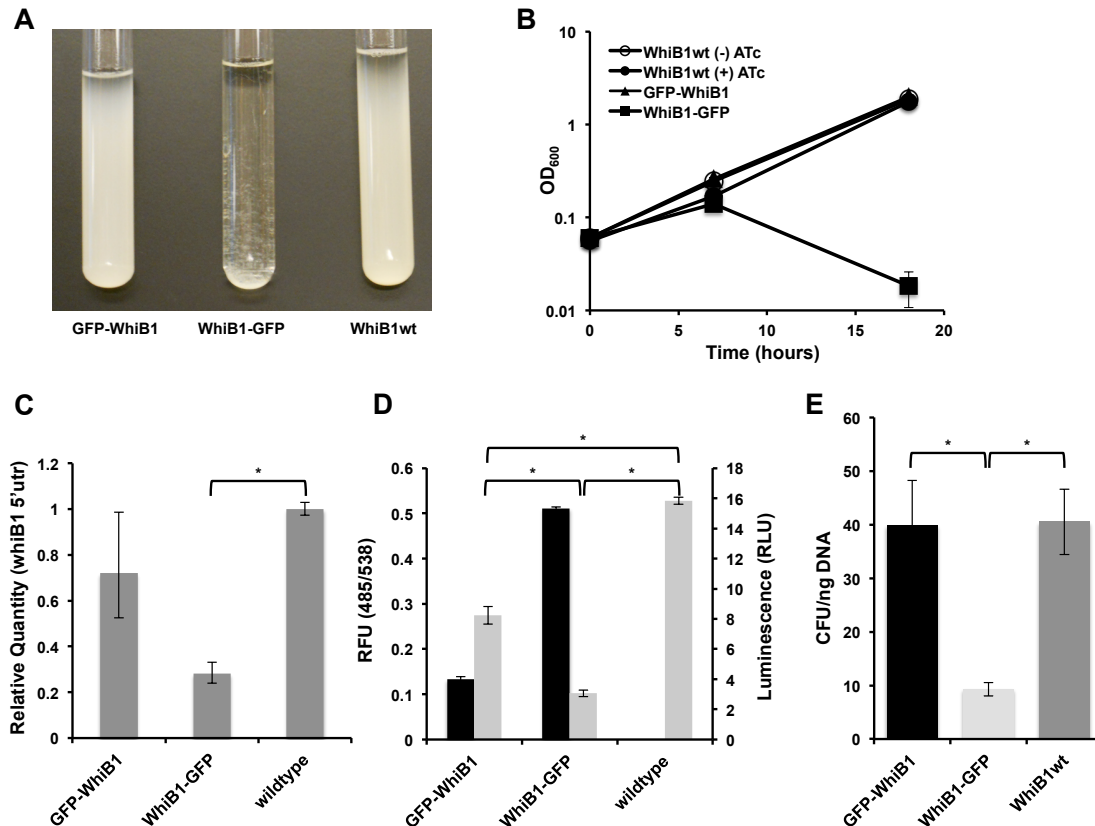 A
GFP-WhiB1 WhiB1-GFP WhiB1wt
B
10
1
0.1
0.01
OD600
WhiB1wt (-) ATc
WhiB1wt (+) ATc
GFP-WhiB1
WhiB1-GFP
0 5 10 15 20
Time (hours)
C
Relative Quantity (whiB1 5'utr)
1.2
1
0.8
0.6
0.4
0.2
0
*
GFP-WhiB1 WhiB1-GFP wildtype
D
RFU (485/538)
0.6
0.5
0.4
0.3
0.1
0
*
* *
18
16
14
12
10
8
6
4
2
0
Luminescence (RLU)
GFP-WhiB1 WhiB1-GFP wildtype
E
CFU/ng DNA
60
50
40
30
20
10
0
* *
GFP-WhiB1 WhiB1-GFP WhiB1wt